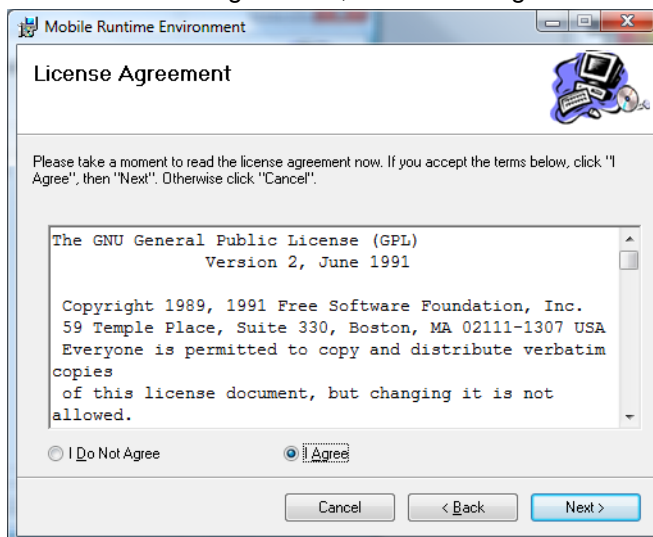 Mobile Runtime Environment
License Agreement
Please take a moment to read the license agreement now. If you accept the terms below, click "I
Agree", then "Next". Otherwise click "Cancel".
The GNU General Public License (GPL)
Version 2, June 1991
Copyright 1989, 1991 Free Software Foundation, Inc.
59 Temple Place, Suite 330, Boston, MA 02111-1307 USA
Everyone is permitted to copy and distribute verbatim
copies
of this license document, but changing it is not
allowed.
I Do Not Agree
I Agree
Cancel
< Back
Next >